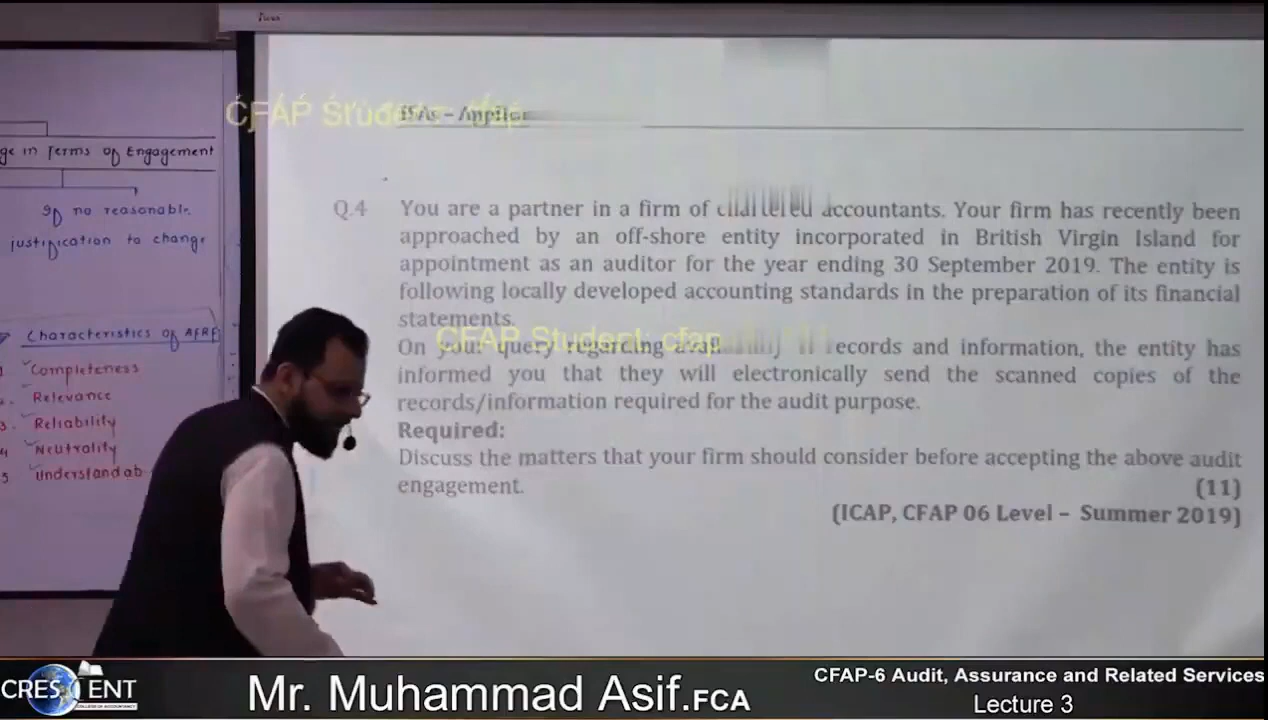 ge in Terms of Engagement
If no reasonable
justification to change
Characteristics of AFRF
Completeness
Relevance
3. Reliability
4 Neutrality
5 Understandab
CFAP Student: cfap
Q.4 You are a partner in a firm of chartered accountants. Your firm has recently been
approached by an off-shore entity incorporated in British Virgin Island for
appointment as an auditor for the year ending 30 September 2019. The entity is
following locally developed accounting standards in the preparation of its financial
statements.
CFAP Student: cfap
On your query regarding records and information, the entity has
informed you that they will electronically send the scanned copies of the
records/information required for the audit purpose.
Required:
Discuss the matters that your firm should consider before accepting the above audit
engagement. (11)
(ICAP, CFAP 06 Level – Summer 2019)
CRESCENT
COLLEGE OF ACCOUNTANCY
Mr. Muhammad Asif.FCA
CFAP-6 Audit, Assurance and Related Services
Lecture 3